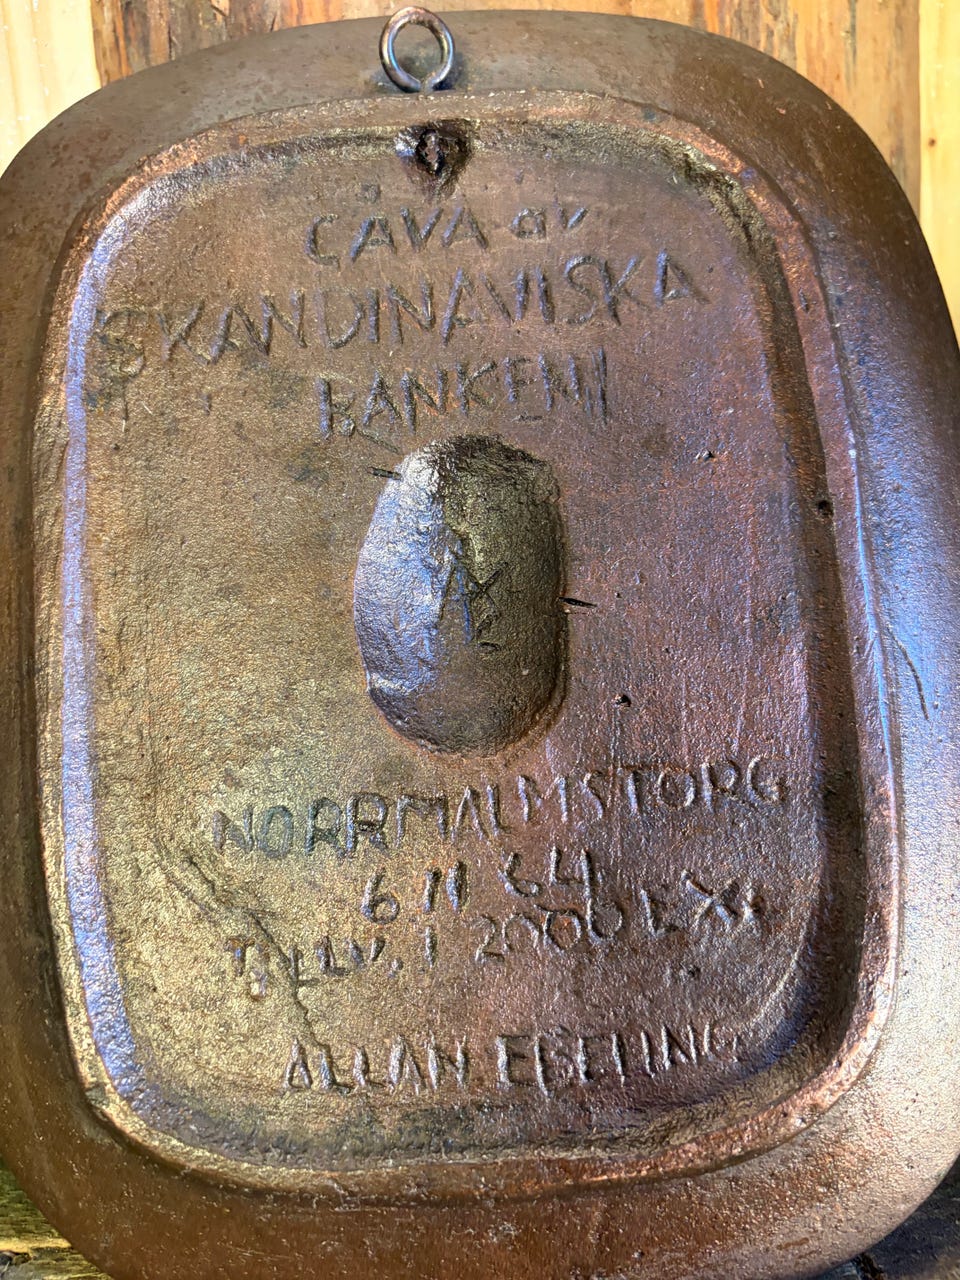 GÅVA av
SKANDINAVISKA
BANKEN
NORRMALMSTORG
6 11 64
TILLV. I 2000 EX.
ALLAN EBELING